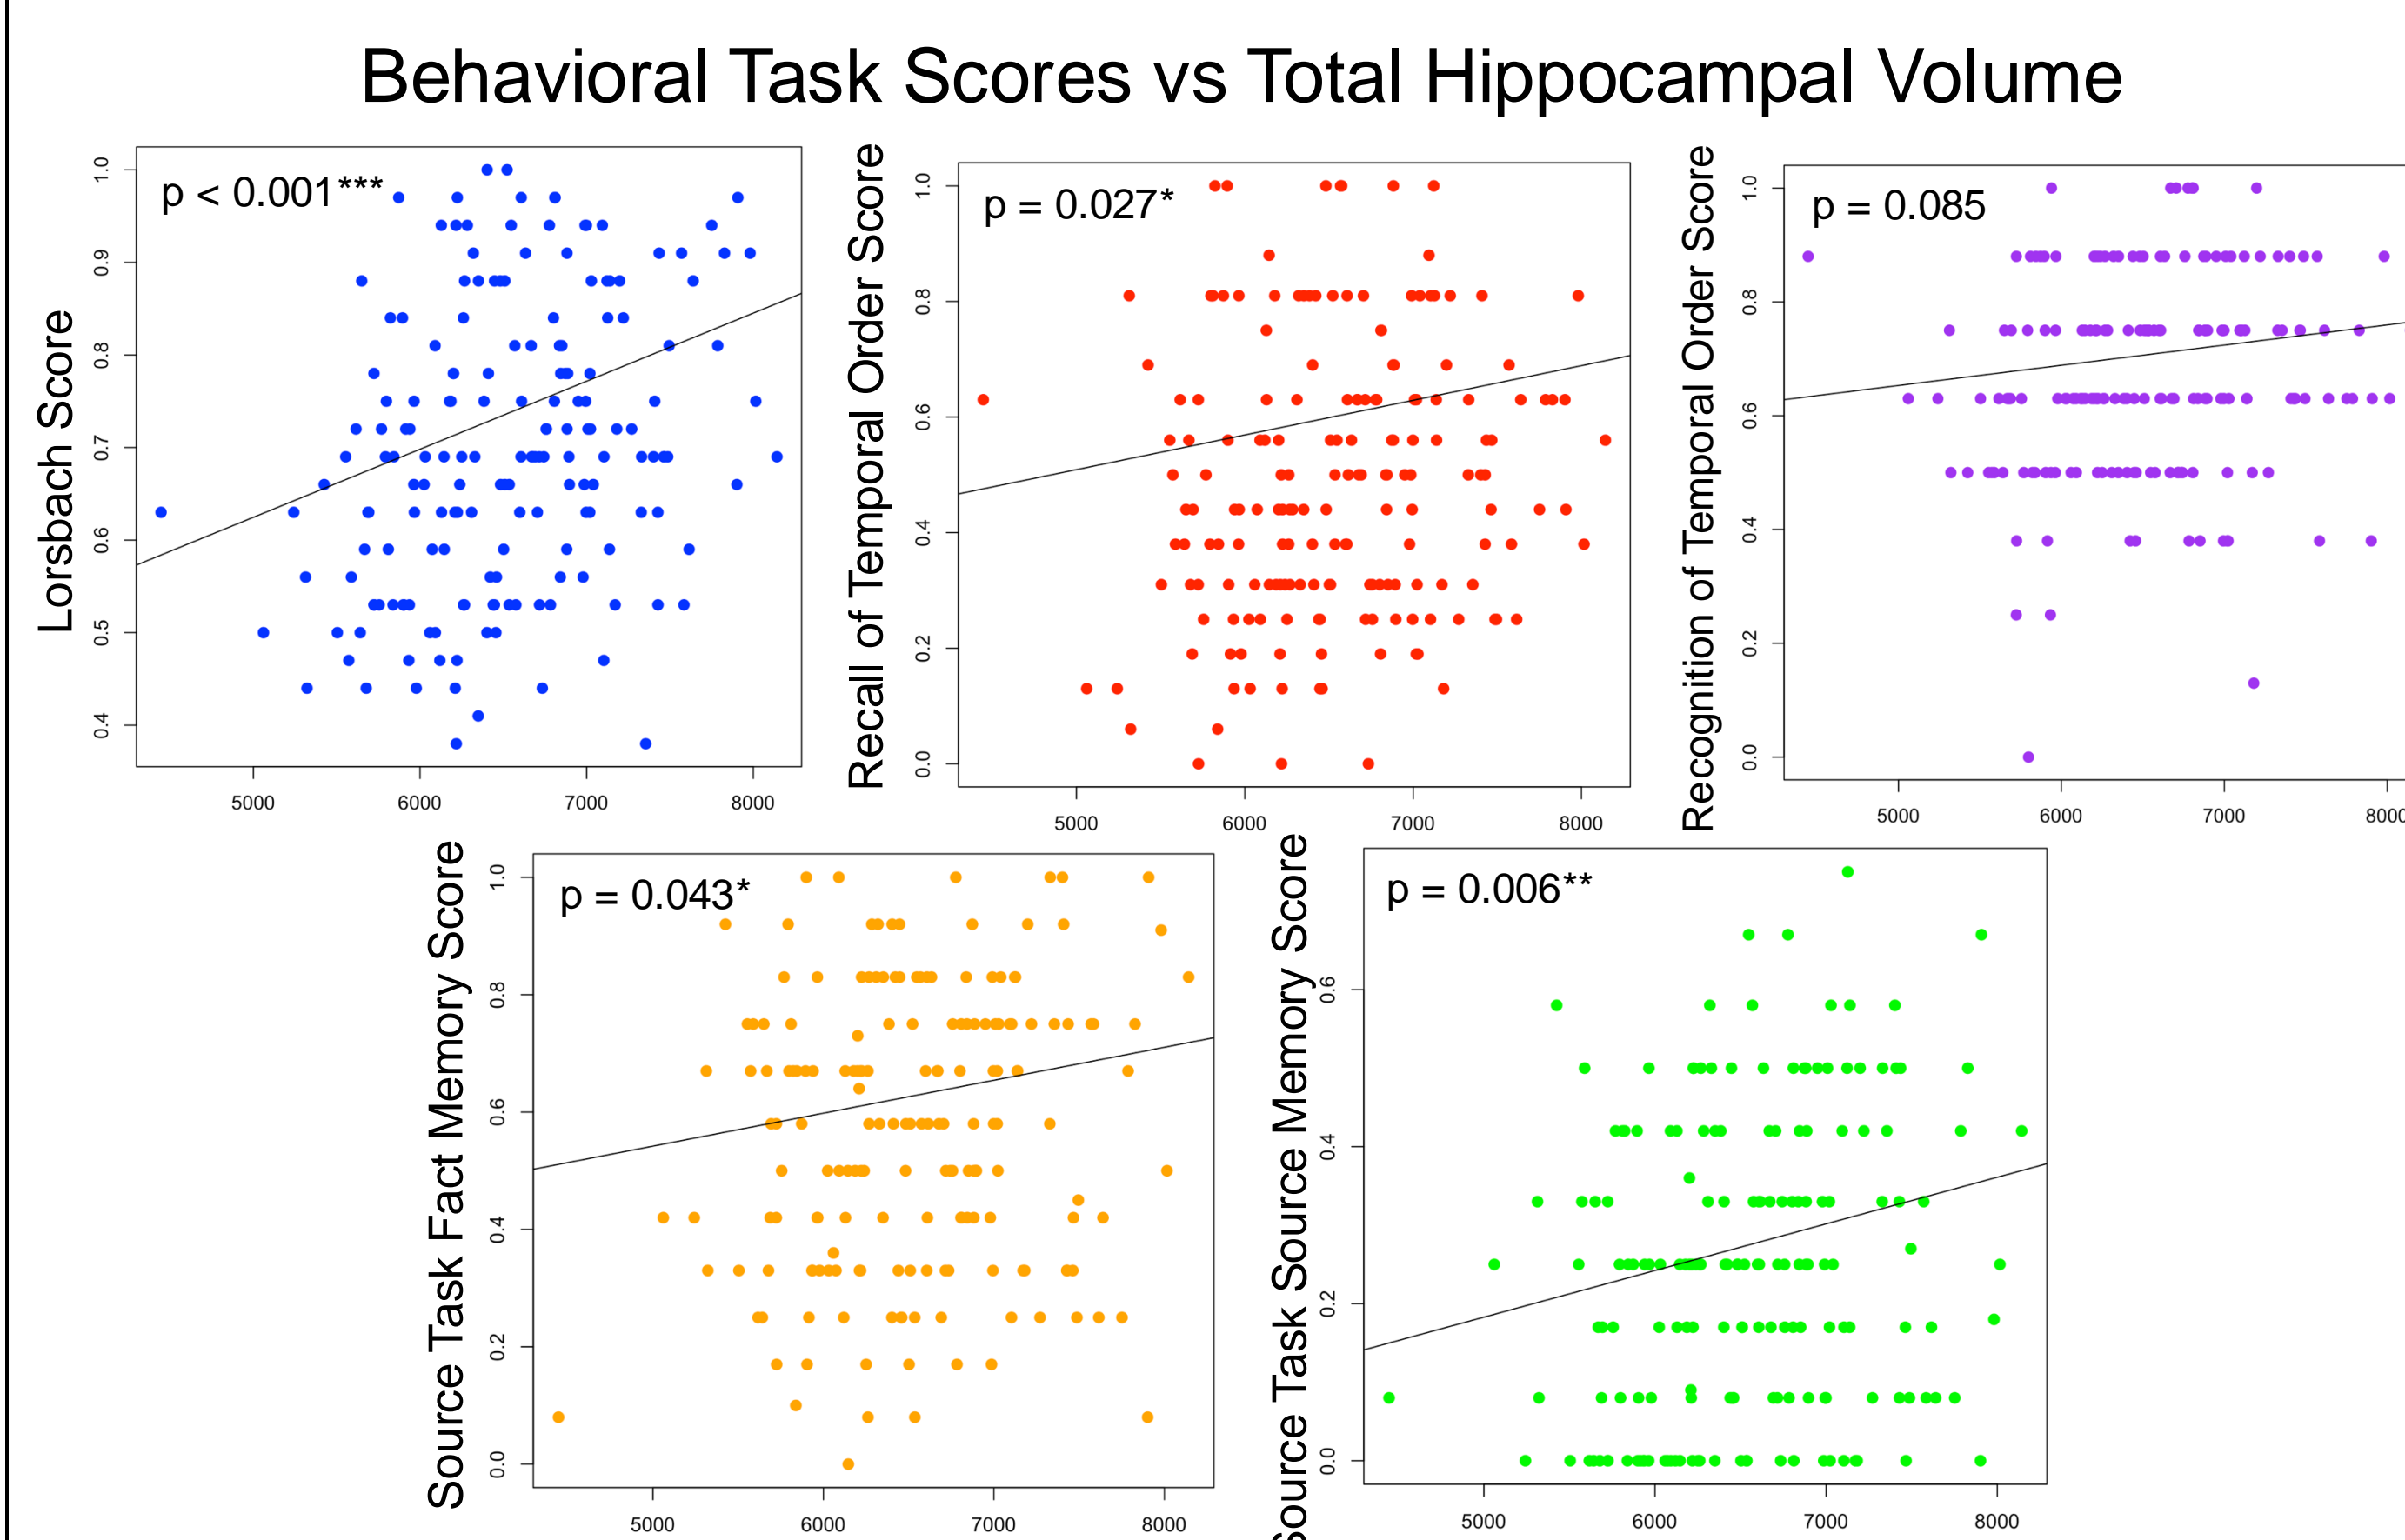 Behavioral Task Scores vs Total Hippocampal Volume
Lorsbach Score
p < 0.001***
1.0
0.9
0.8
0.7
0.6
0.5
0.4
5000 6000 7000 8000
Recall of Temporal Order Score
p = 0.027*
1.0
0.8
0.6
0.4
0.2
0.0
5000 6000 7000 8000
Recognition of Temporal Order Score
p = 0.085
1.0
0.8
0.6
0.4
0.2
0.0
5000 6000 7000 8000
Source Task Fact Memory Score
p = 0.043*
1.0
0.8
0.6
0.4
0.2
0.0
5000 6000 7000 8000
Source Task Source Memory Score
p = 0.006**
0.6
0.4
0.2
0.0
5000 6000 7000 8000